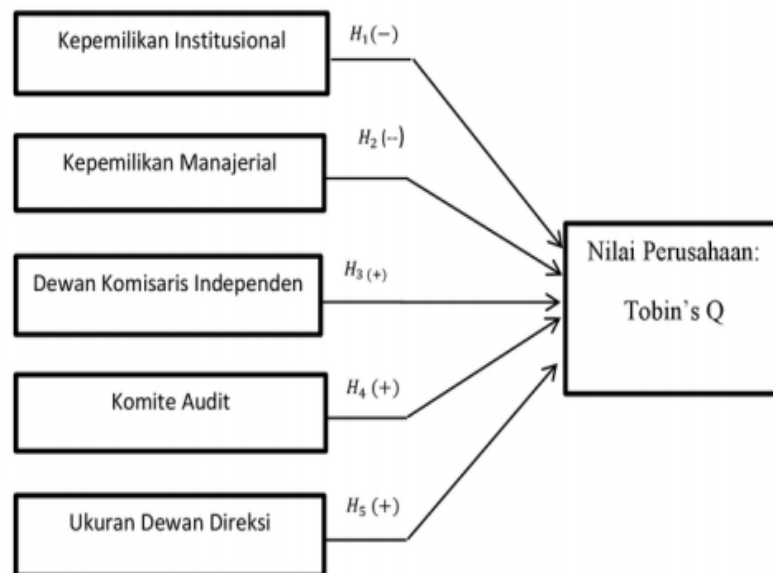 Kepemilikan Institusional
H₁(−)
Kepemilikan Manajerial
H₂(--)
Dewan Komisaris Independen
H₃(+)
Komite Audit
H₄(+)
Ukuran Dewan Direksi
H₅(+)
Nilai Perusahaan:
Tobin’s Q